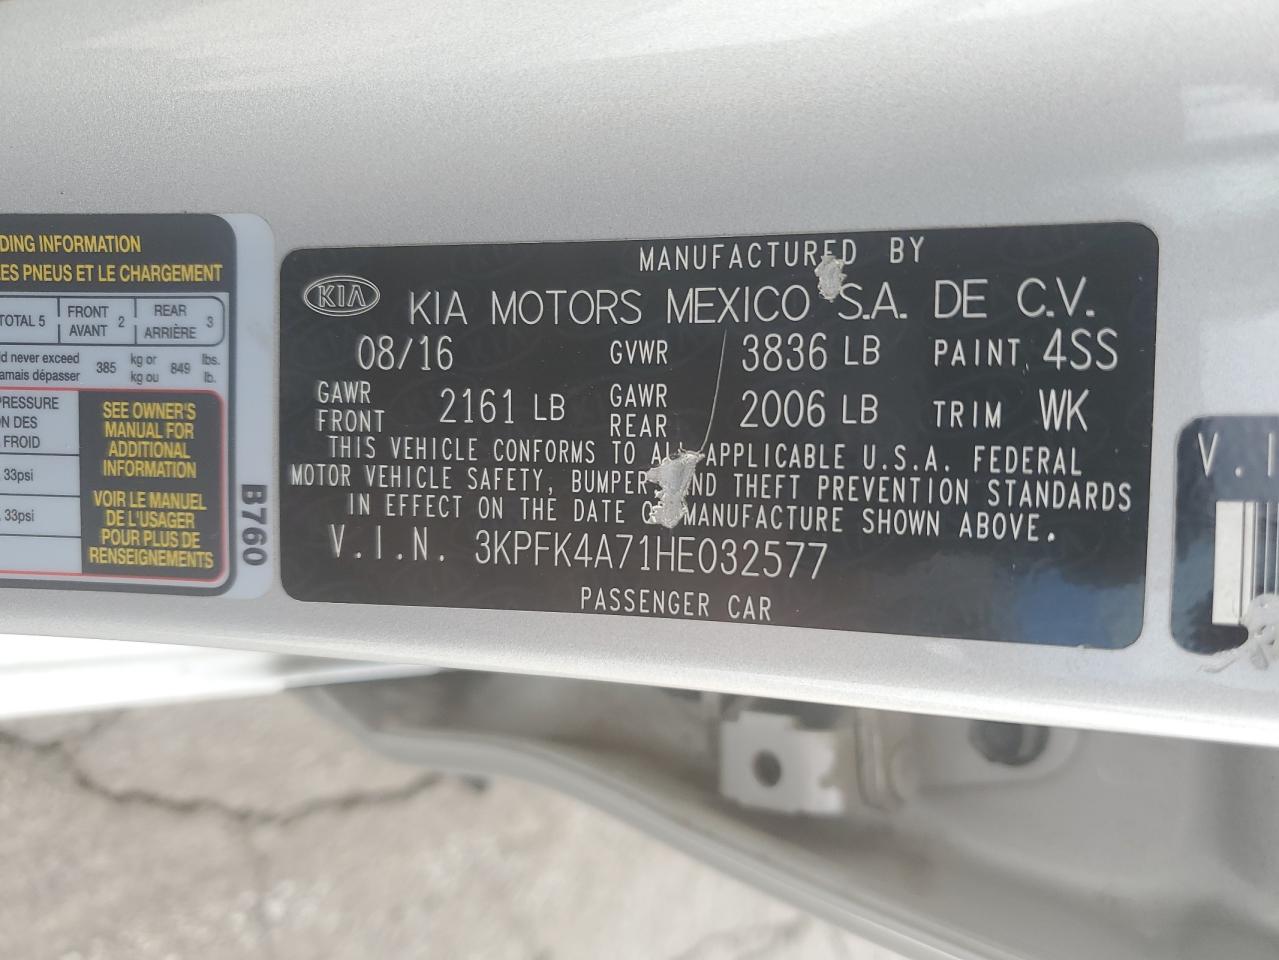 DING INFORMATION
LES PNEUS ET LE CHARGEMENT
TOTAL 5
FRONT
AVANT
2
REAR
ARRIÈRE
3
ld never exceed
jamais dépasser
385
kg or
kg ou
849
lbs.
lb.
PRESSURE
FROID
33psi
33psi
SEE OWNER'S
MANUAL FOR
ADDITIONAL
INFORMATION
VOIR LE MANUEL
DE L'USAGER
POUR PLUS DE
RENSEIGNEMENTS
B760
MANUFACTURED BY
KIA
KIA MOTORS MEXICO S.A. DE C.V.
08/16 GVWR 3836 LB PAINT 4SS
GAWR
FRONT
2161 LB
GAWR
REAR
2006 LB TRIM WK
THIS VEHICLE CONFORMS TO ALL APPLICABLE U.S.A. FEDERAL
MOTOR VEHICLE SAFETY, BUMPER, AND THEFT PREVENTION STANDARDS
IN EFFECT ON THE DATE OF MANUFACTURE SHOWN ABOVE.
V.I.N. 3KPFK4A71HE032577
PASSENGER CAR
V.I